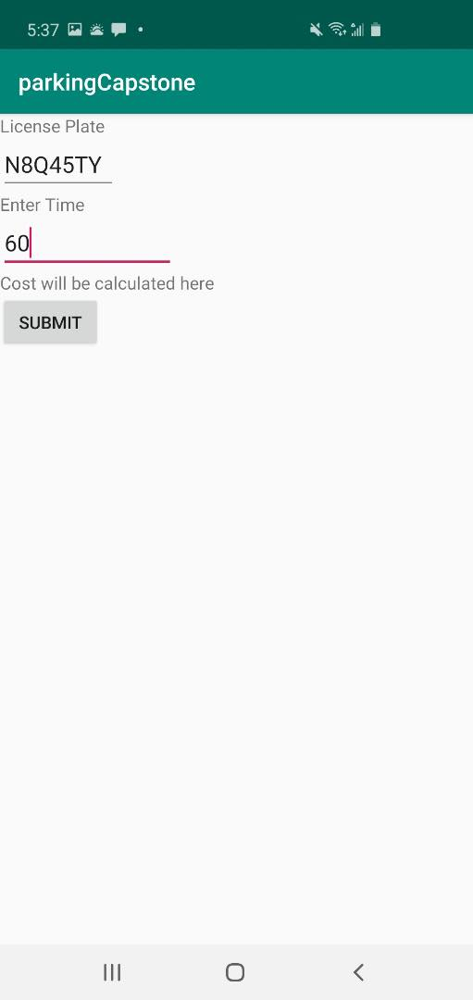 5:37
parkingCapstone
License Plate
N8Q45TY
Enter Time
60
Cost will be calculated here
SUBMIT